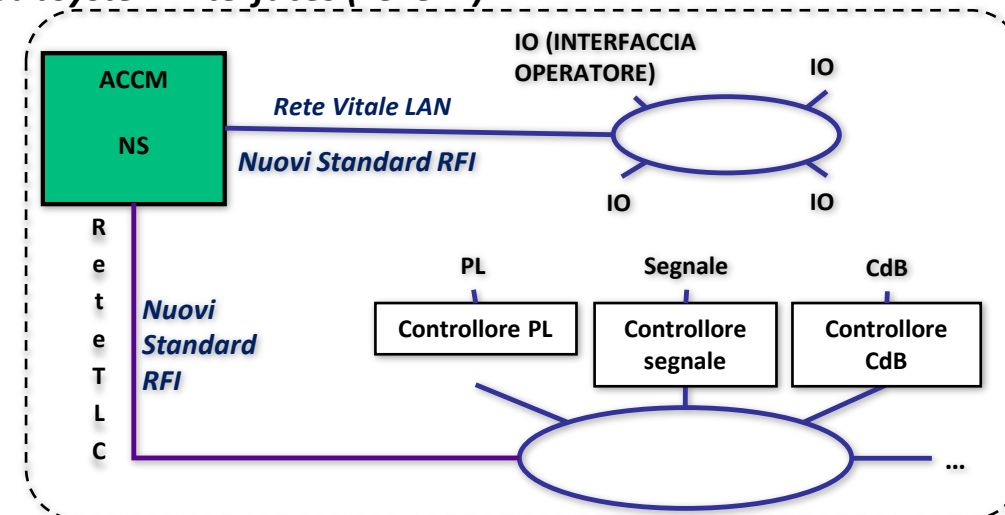 ACCM
NS
Rete Vitale LAN
Nuovi Standard RFI
IO (INTERFACCIA
OPERATORE)
IO
IO
IO
R
e
t
e
T
L
C
Nuovi
Standard
RFI
PL
Segnale
CdB
Controllore PL
Controllore
segnale
Controllore
CdB
...